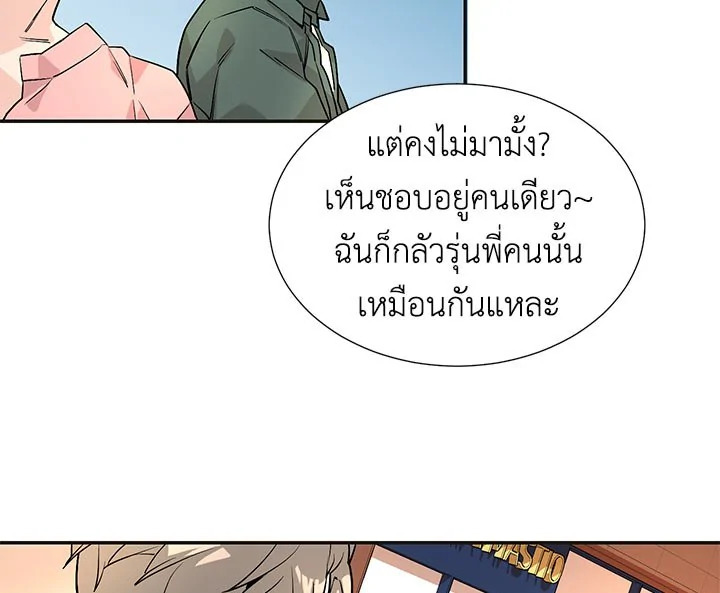 แต่คงไม่มามั้ง?
เห็นชอบอยู่คนเดียว~
ฉันก็กลัวรุ่นพี่คนนั้น
เหมือนกันแหละ